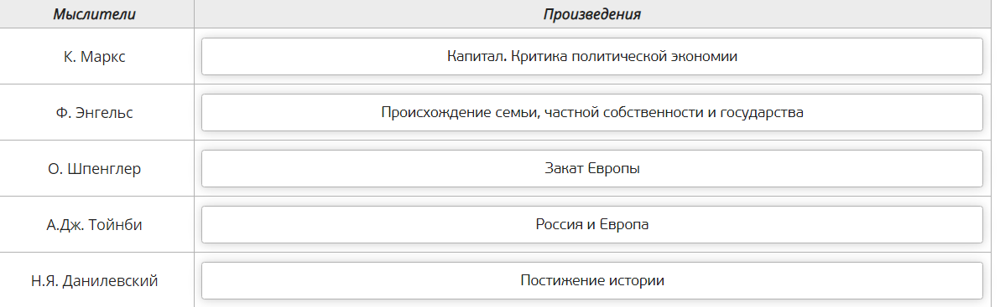 Мыслители Произведения
К. Маркс Капитал. Критика политической экономии
Ф. Энгельс Происхождение семьи, частной собственности и государства
О. Шпенглер Закат Европы
А.Дж. Тойнби Россия и Европа
Н.Я. Данилевский Постижение истории